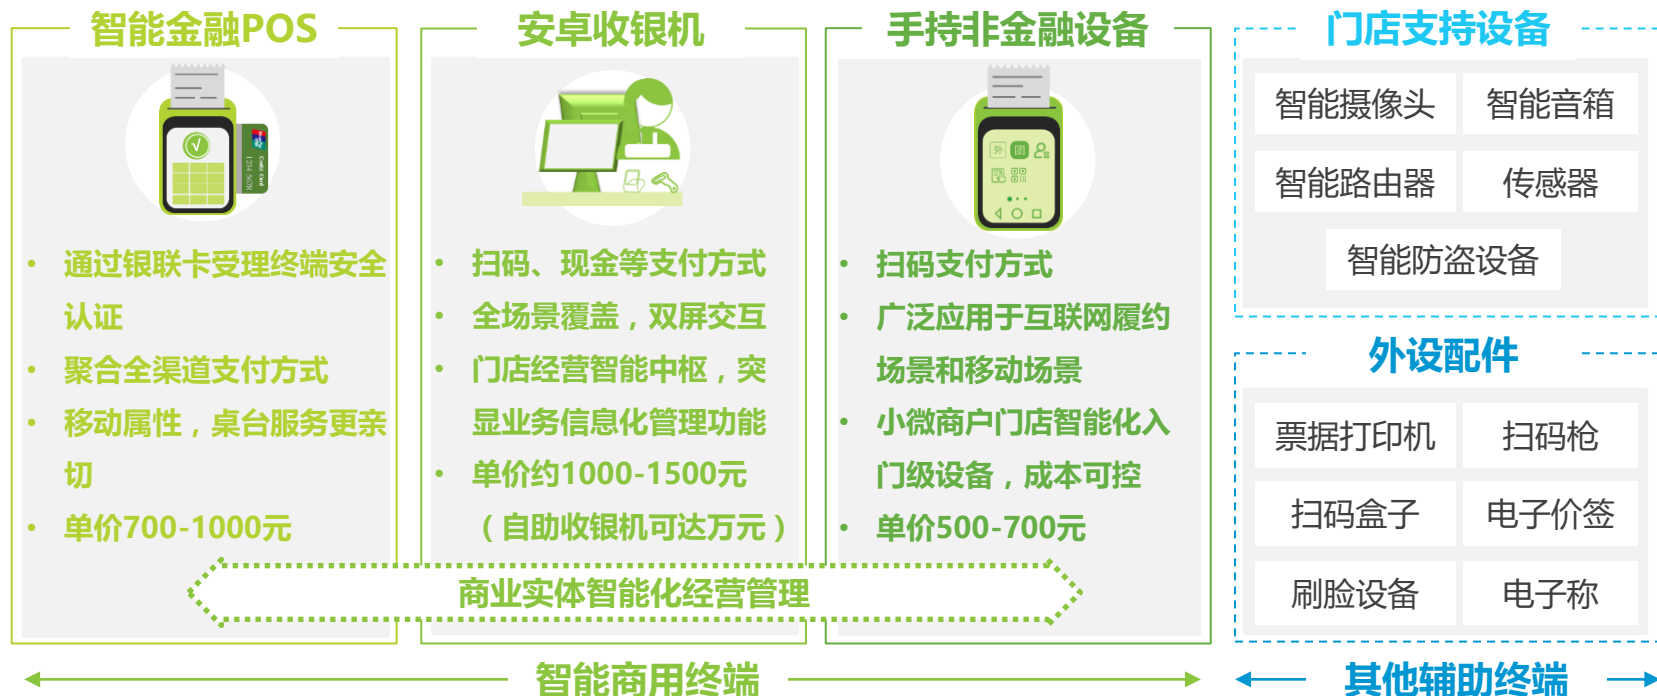 智能金融POS
通过银联卡受理终端安全
认证
聚合全渠道支付方式
移动属性，桌台服务更亲
切
单价700-1000元
安卓收银机
扫码、现金等支付方式
全场景覆盖，双屏交互
门店经营智能中枢，突
显业务信息化管理功能
单价约1000-1500元
（自助收银机可达万元）
手持非金融设备
外
团
扫码支付方式
广泛应用于互联网履约
场景和移动场景
小微商户门店智能化入
门级设备，成本可控
单价500-700元
商业实体智能化经营管理
智能商用终端
门店支持设备
智能摄像头 智能音箱
智能路由器 传感器
智能防盗设备
外设配件
票据打印机 扫码枪
扫码盒子 电子价签
刷脸设备 电子称
其他辅助终端